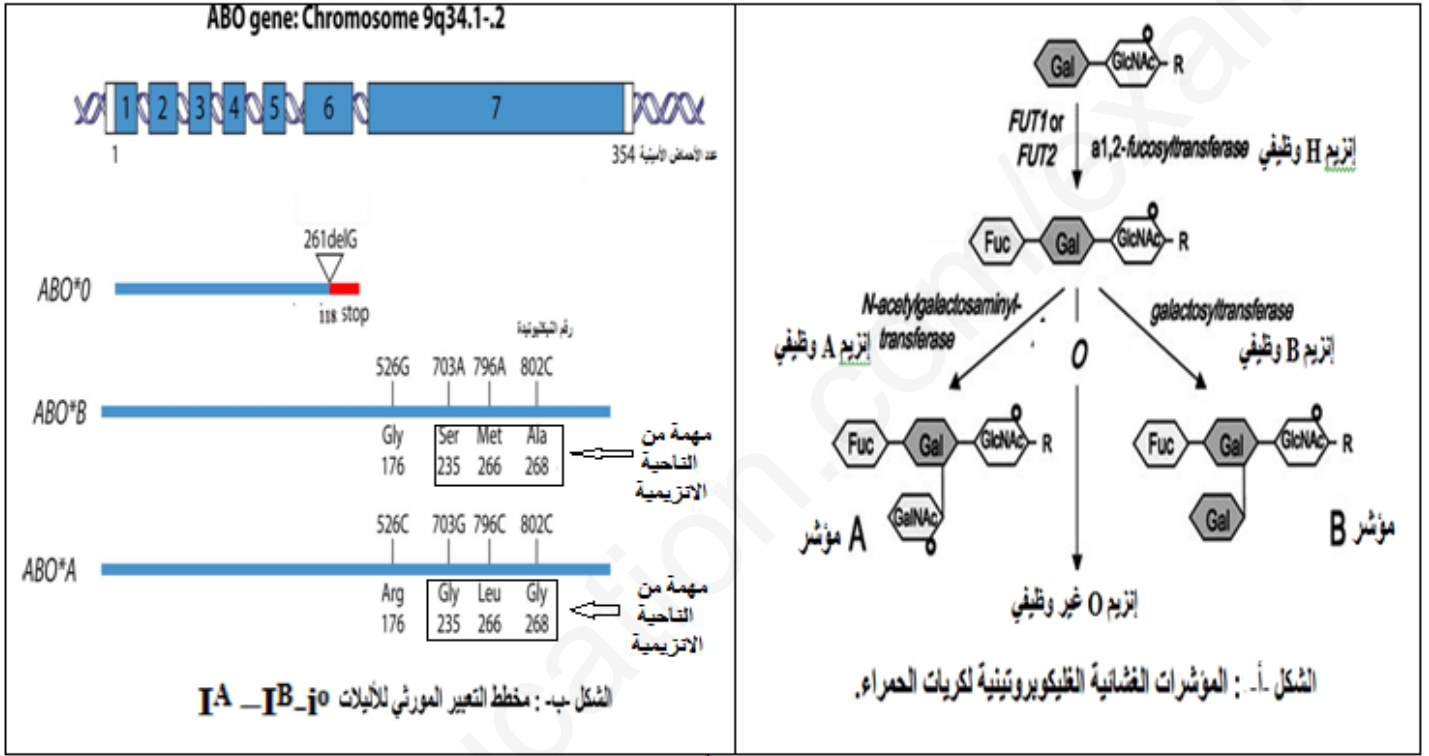 ABO gene: Chromosome 9q34.1-.2
1 2 3 4 5 6 7
1
354 عدد الأحماض الأمينية
261delG
ABO*0
i18 stop
رقم النيكليوتيدة
526G 703A 796A 802C
ABO*B
Gly Ser Met Ala
176 235 266 268
مهمة من
الناحية
الانزيمية
526C 703G 796C 802C
ABO*A
Arg Gly Leu Gly
176 235 266 268
مهمة من
الناحية
الانزيمية
الشكل -ب- : مخطط التعبير المورثي للأليلات I^A – I^B – i^o
Gal GlcNAc R
FUT1 or
FUT2
a1,2-fucosyltransferase إنزيم H وظيفي
Fuc Gal GlcNAc R
N-acetylgalactosaminyl-
transferase
إنزيم A وظيفي
O
galactosyltransferase
إنزيم B وظيفي
Fuc Gal GlcNAc R
GalNAc
مؤشر A
Fuc Gal GlcNAc R
Gal
مؤشر B
إنزيم O غير وظيفي
الشكل -أ- : المؤشرات الغشائية الغليكوبروتينية لكريات الحمراء.